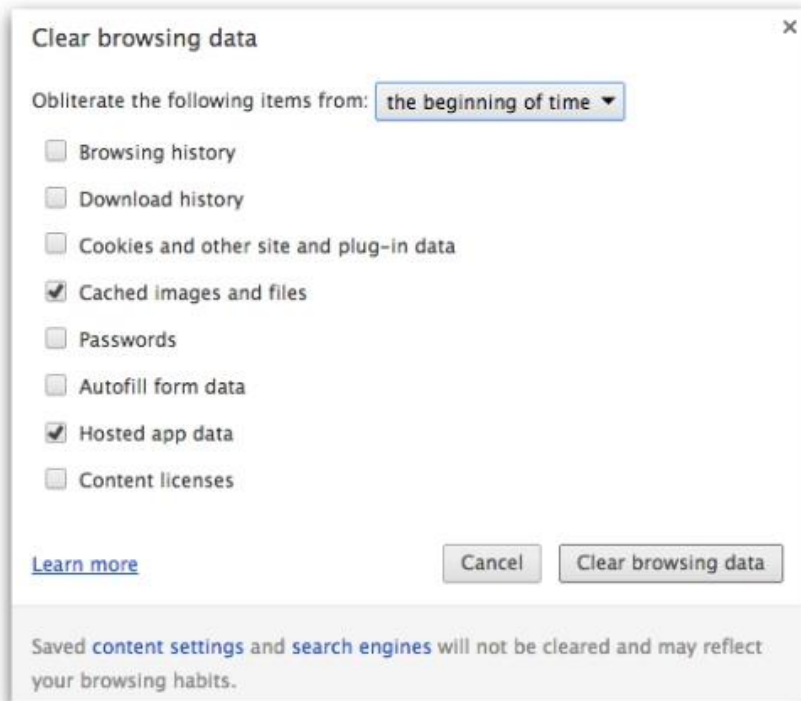 Clear browsing data
Obliterate the following items from: the beginning of time
Browsing history
Download history
Cookies and other site and plug-in data
Cached images and files
Passwords
Autofill form data
Hosted app data
Content licenses
Learn more Cancel Clear browsing data
Saved content settings and search engines will not be cleared and may reflect
your browsing habits.